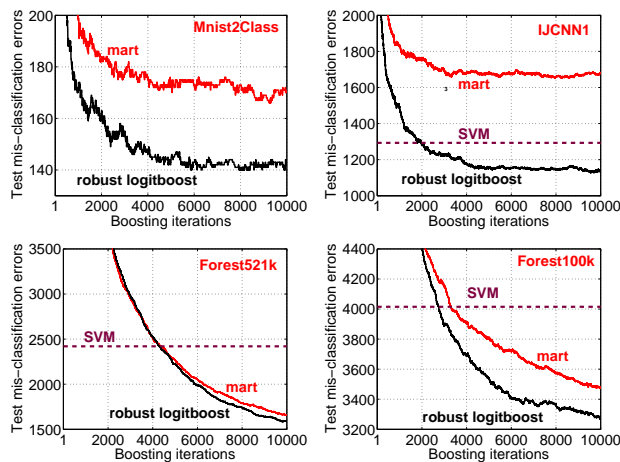 Test mis−classification errors
200
180
160
140
Mnist2Class
mart
robust logitboost
1 2000 4000 6000 8000 10000
Boosting iterations
Test mis−classification errors
2000
1800
1600
1400
1200
1000
IJCNN1
mart
3
SVM
robust logitboost
1 2000 4000 6000 8000 10000
Boosting iterations
Test mis−classification errors
3500
3000
2500
2000
1500
Forest521k
SVM
mart
robust logitboost
1 2000 4000 6000 8000 10000
Boosting iterations
Test mis−classification errors
4400
4200
4000
3800
3600
3400
3200
Forest100k
SVM
mart
robust logitboost
1 2000 4000 6000 8000 10000
Boosting iterations